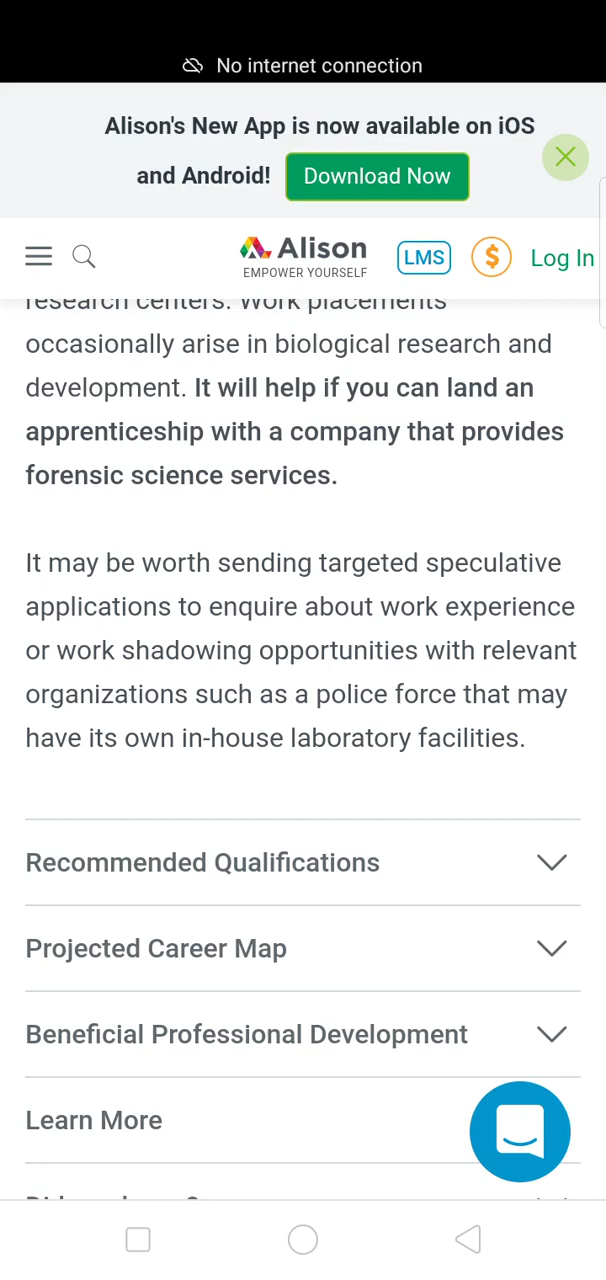 No internet connection
Alison's New App is now available on iOS
and Android! Download Now
Alison
EMPOWER YOURSELF
LMS
$
Log In
research centers. Work placements
occasionally arise in biological research and
development. It will help if you can land an
apprenticeship with a company that provides
forensic science services.
It may be worth sending targeted speculative
applications to enquire about work experience
or work shadowing opportunities with relevant
organizations such as a police force that may
have its own in-house laboratory facilities.
Recommended Qualifications
Projected Career Map
Beneficial Professional Development
Learn More